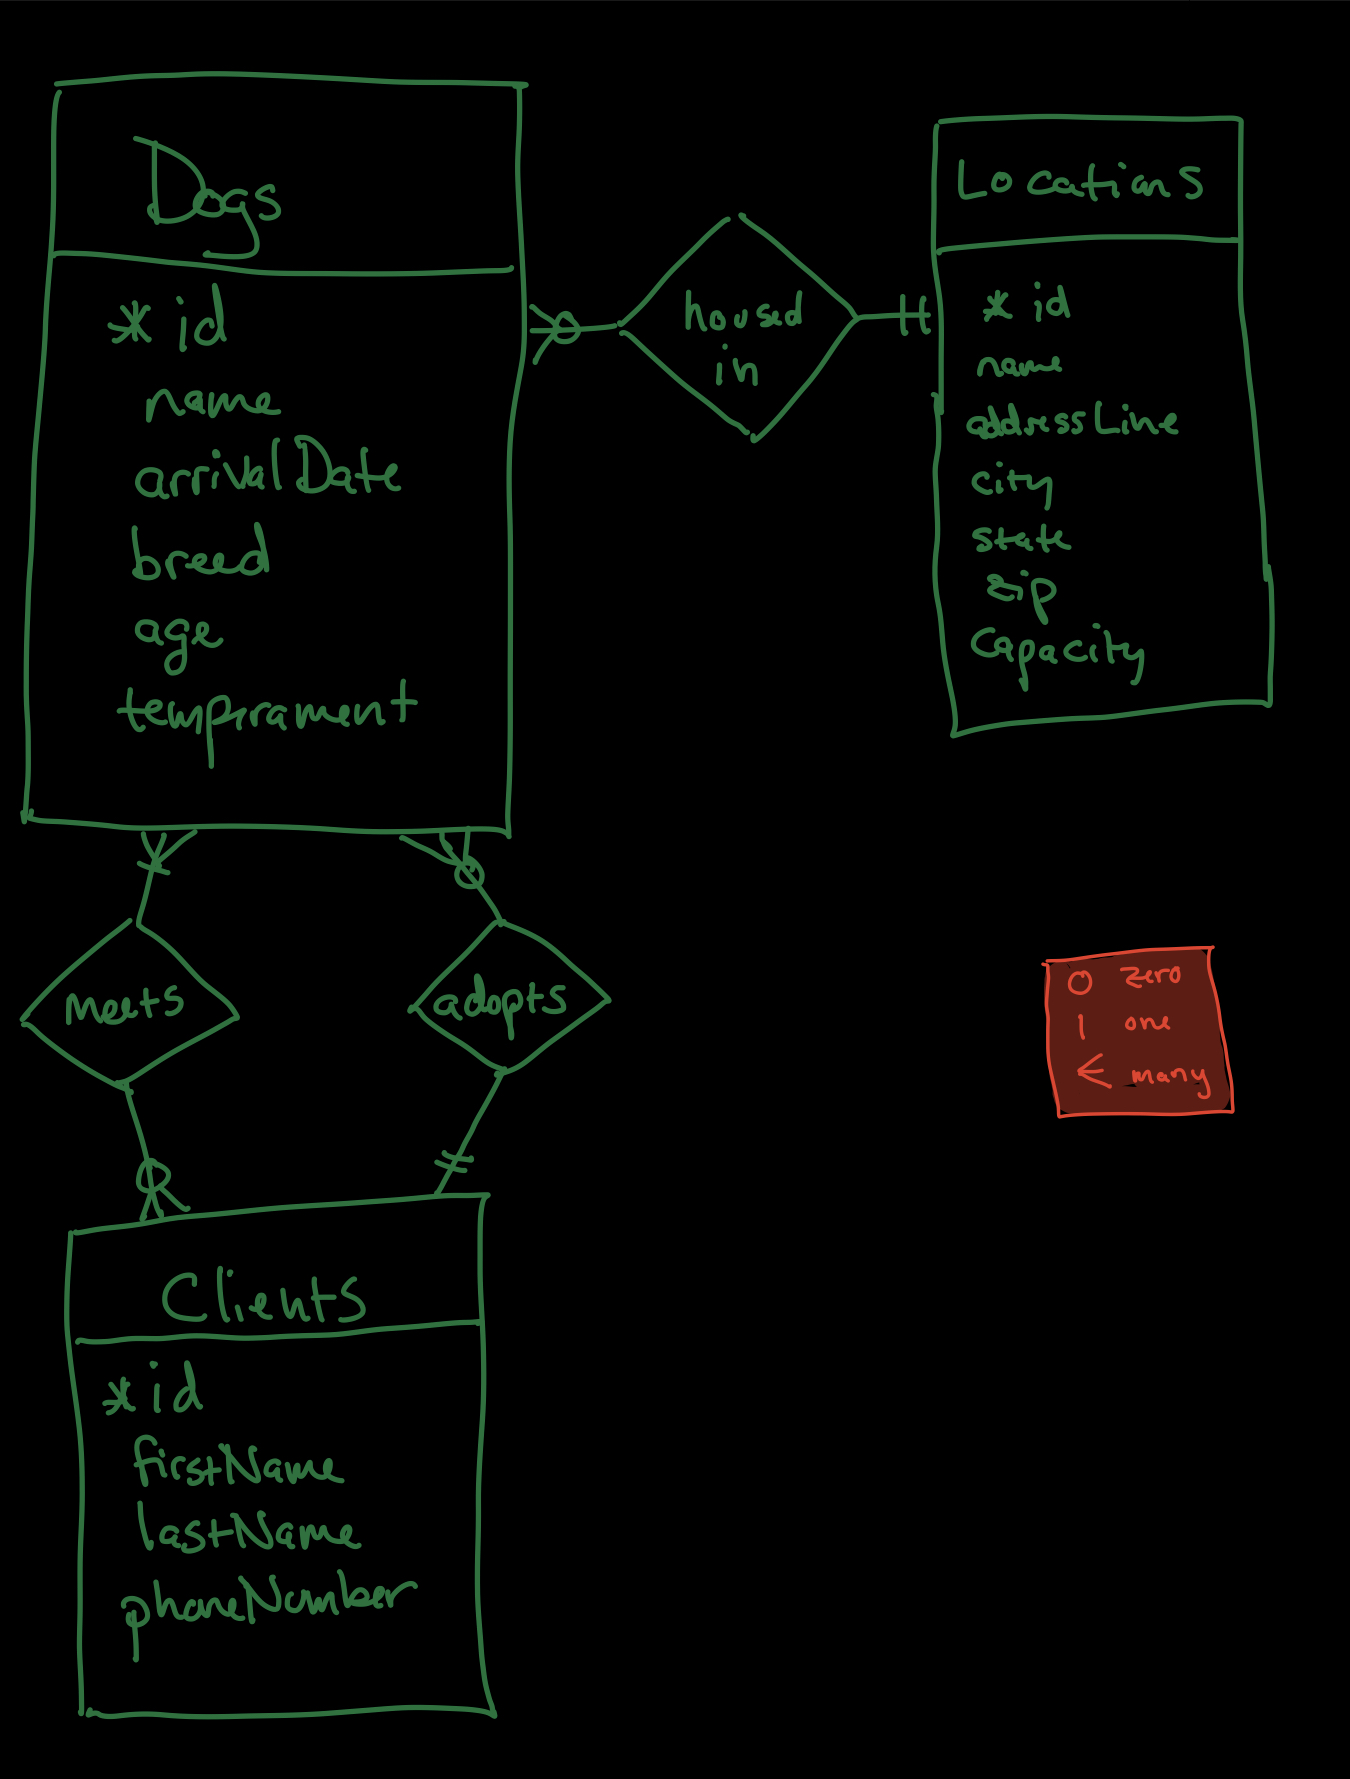 Dogs
* id
name
arrivalDate
breed
age
temprament
housed
in
Locations
* id
name
addressLine
city
state
zip
capacity
meets
adopts
O zero
| one
many
Clients
* id
firstName
lastName
phoneNumber